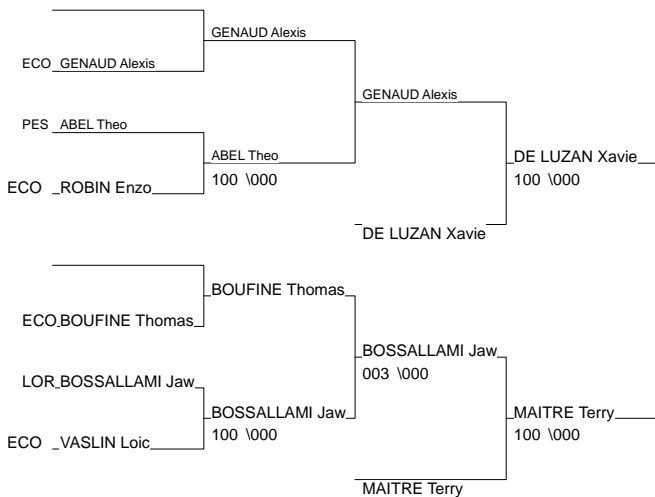 GENAUD Alexis
ECO GENAUD Alexis
GENAUD Alexis
PES ABEL Theo
ABEL Theo
DE LUZAN Xavie
100 \000
100 \000
ECO ROBIN Enzo
DE LUZAN Xavie
BOUFINE Thomas
ECO BOUFINE Thomas
BOSSALLAMI Jaw
003 \000
LOR BOSSALLAMI Jaw
BOSSALLAMI Jaw
MAITRE Terry
100 \000
100 \000
ECO VASLIN Loic
MAITRE Terry